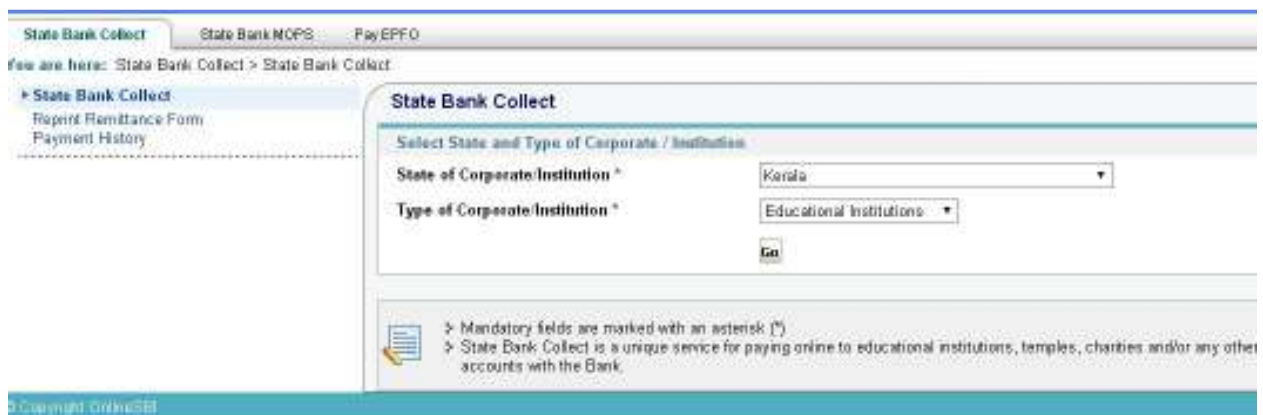 State Bank Collect State Bank MOPS Pay EPFO
You are here: State Bank Collect > State Bank Collect
State Bank Collect
Reprint Remittance Form
Payment History
State Bank Collect
Select State and Type of Corporate / Institution
State of Corporate/Institution * Kerala
Type of Corporate/Institution * Educational Institutions
Go
Mandatory fields are marked with an asterisk (*)
State Bank Collect is a unique service for paying online to educational institutions, temples, charities and/or any other
accounts with the Bank.
© Copyright OnlineSBI